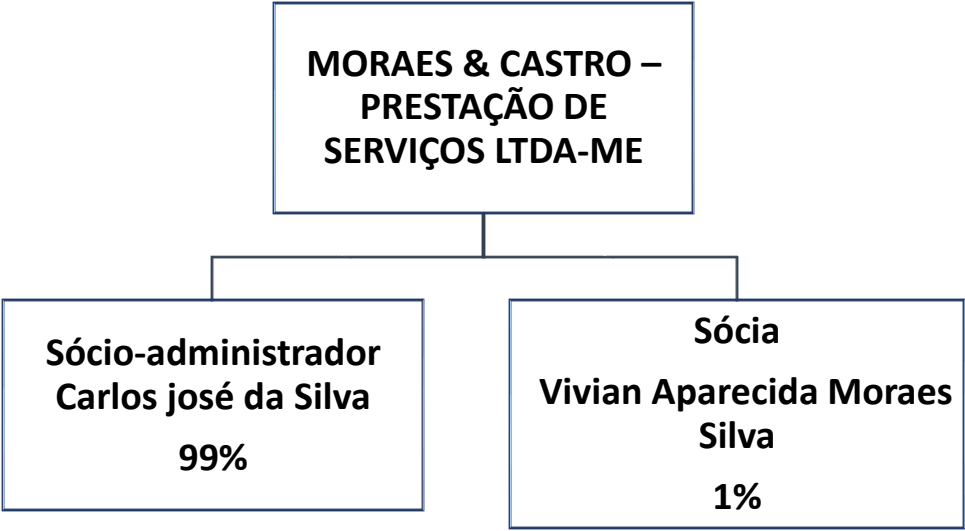 MORAES & CASTRO –
PRESTAÇÃO DE
SERVIÇOS LTDA-ME
Sócio-administrador
Carlos josé da Silva
99%
Sócia
Vivian Aparecida Moraes
Silva
1%